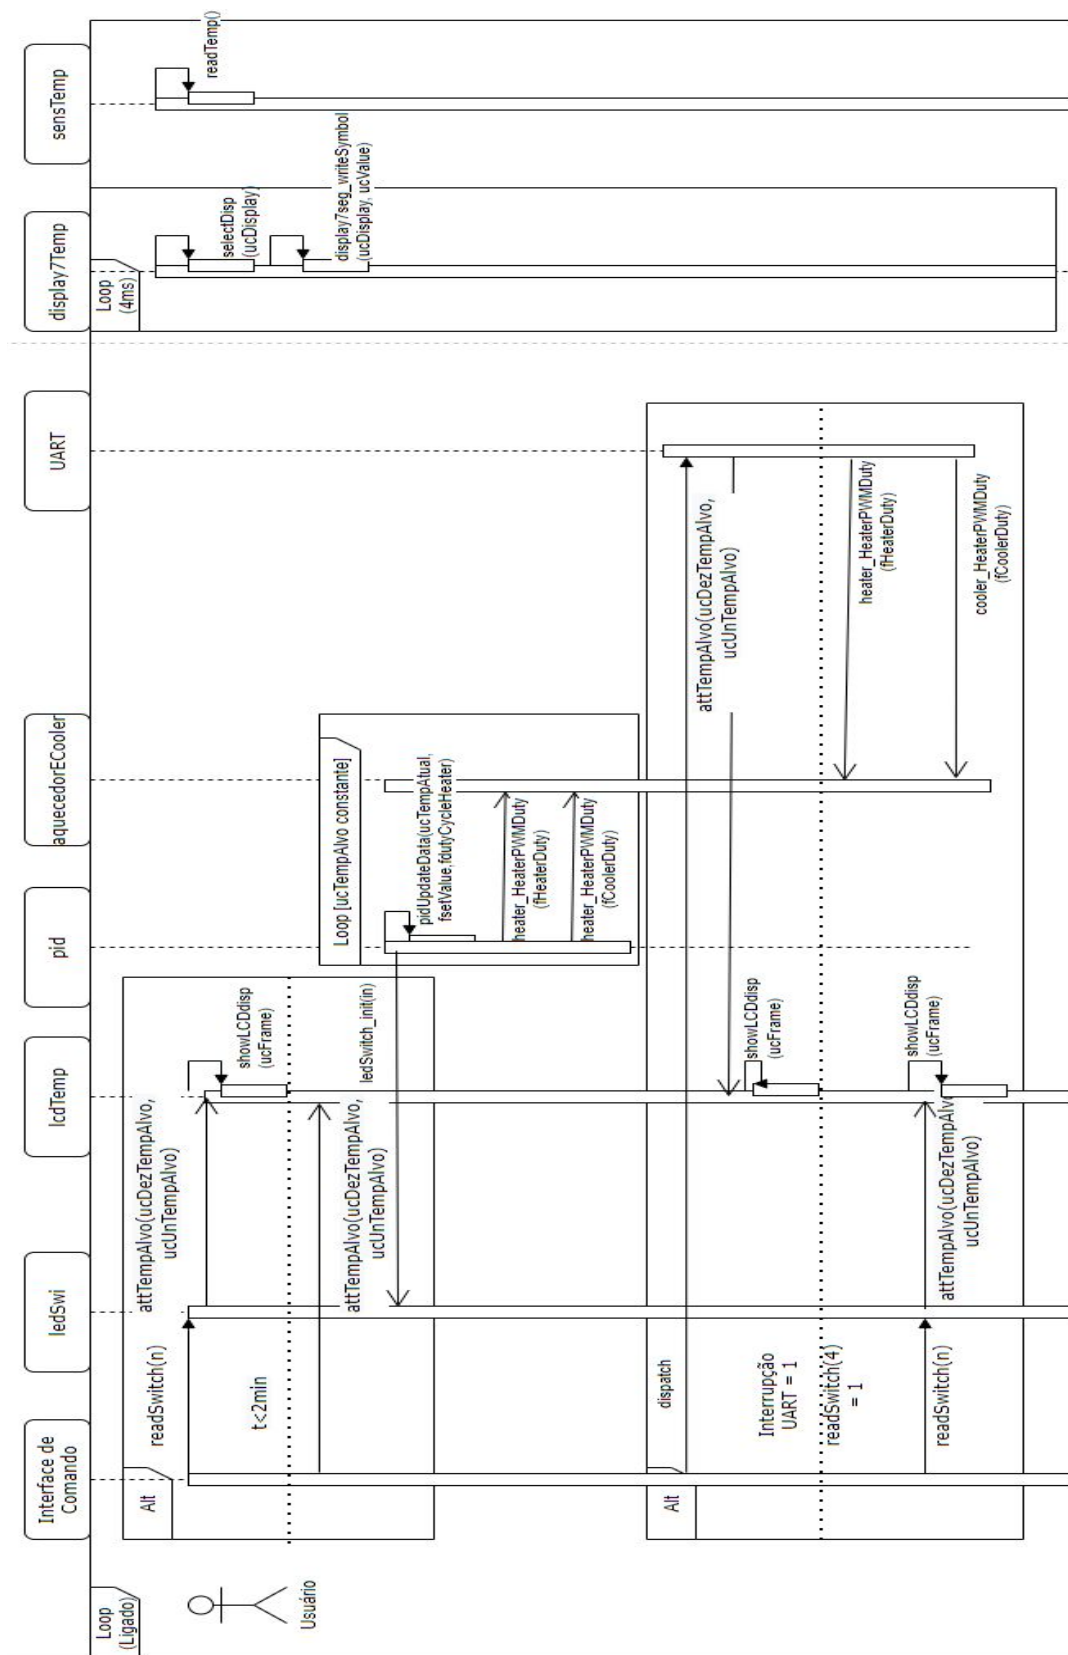 Loop
(Ligado)
Usuário
Interface de
Comando
ledSwi
lcdTemp
pid
aquecedorECooler
UART
display7Temp
sensTemp
Alt
readSwitch(n)
attTempAlvo(ucDezTempAlvo,
ucUnTempAlvo)
showLCDdisp
(ucFrame)
t<2min
attTempAlvo(ucDezTempAlvo,
ucUnTempAlvo)
ledSwitch_init(in)
Loop [ucTempAlvo constante]
pidUpdateData(ucTempAtual,
fsetValue,fdutyCycleHeater)
heater_HeaterPWMDuty
(fHeaterDuty)
heater_HeaterPWMDuty
(fCoolerDuty)
Loop
(4ms)
selectDisp
(ucDisplay)
display7seg_writeSymbol
(ucDisplay, ucValue)
readTemp()
Alt
dispatch
attTempAlvo(ucDezTempAlvo,
ucUnTempAlvo)
Interrupção
UART = 1
showLCDdisp
(ucFrame)
readSwitch(4)
= 1
heater_HeaterPWMDuty
(fHeaterDuty)
readSwitch(n)
attTempAlvo(ucDezTempAlvo,
ucUnTempAlvo)
showLCDdisp
(ucFrame)
cooler_HeaterPWMDuty
(fCoolerDuty)